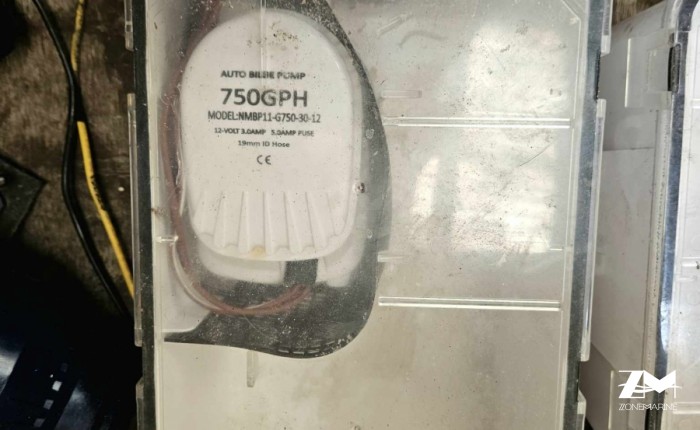 AUTO BILGE PUMP
750GPH
MODEL:NMBP11-G750-30-12
12-VOLT 3.0AMP 5.0AMP FUSE
19mm ID Hose
CE
ZM
ZONEMARINE